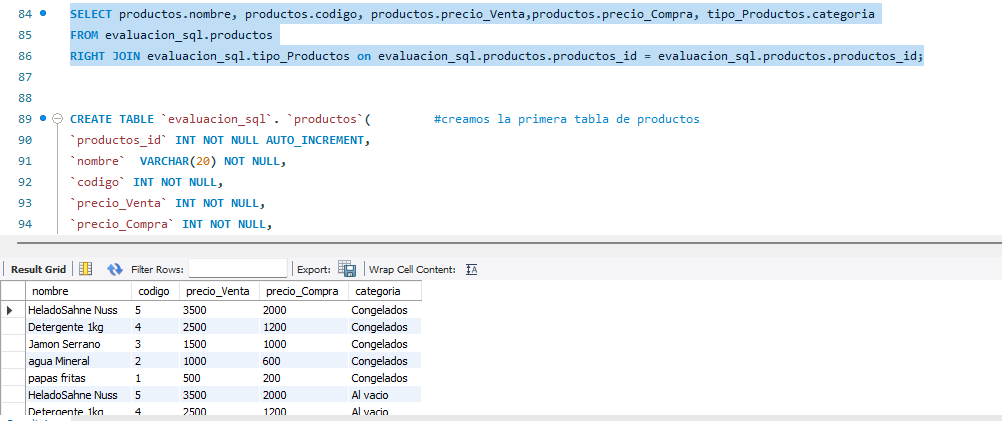 84 SELECT productos.nombre, productos.codigo, productos.precio_Venta,productos.precio_Compra, tipo_Productos.categoria
85 FROM evaluacion_sql.productos
86 RIGHT JOIN evaluacion_sql.tipo_Productos on evaluacion_sql.productos.productos_id = evaluacion_sql.productos.productos_id;
87
88
89 CREATE TABLE `evaluacion_sql`. `productos`( #creamos la primera tabla de productos
90 `productos_id` INT NOT NULL AUTO_INCREMENT,
91 `nombre` VARCHAR(20) NOT NULL,
92 `codigo` INT NOT NULL,
93 `precio_Venta` INT NOT NULL,
94 `precio_Compra` INT NOT NULL,
Result Grid Filter Rows: Export: Wrap Cell Content:
nombre codigo precio_Venta precio_Compra categoria
HeladoSahne Nuss 5 3500 2000 Congelados
Detergente 1kg 4 2500 1200 Congelados
Jamon Serrano 3 1500 1000 Congelados
agua Mineral 2 1000 600 Congelados
papas fritas 1 500 200 Congelados
HeladoSahne Nuss 5 3500 2000 Al vacio
Detergente 1kg 4 2500 1200 Al vacio